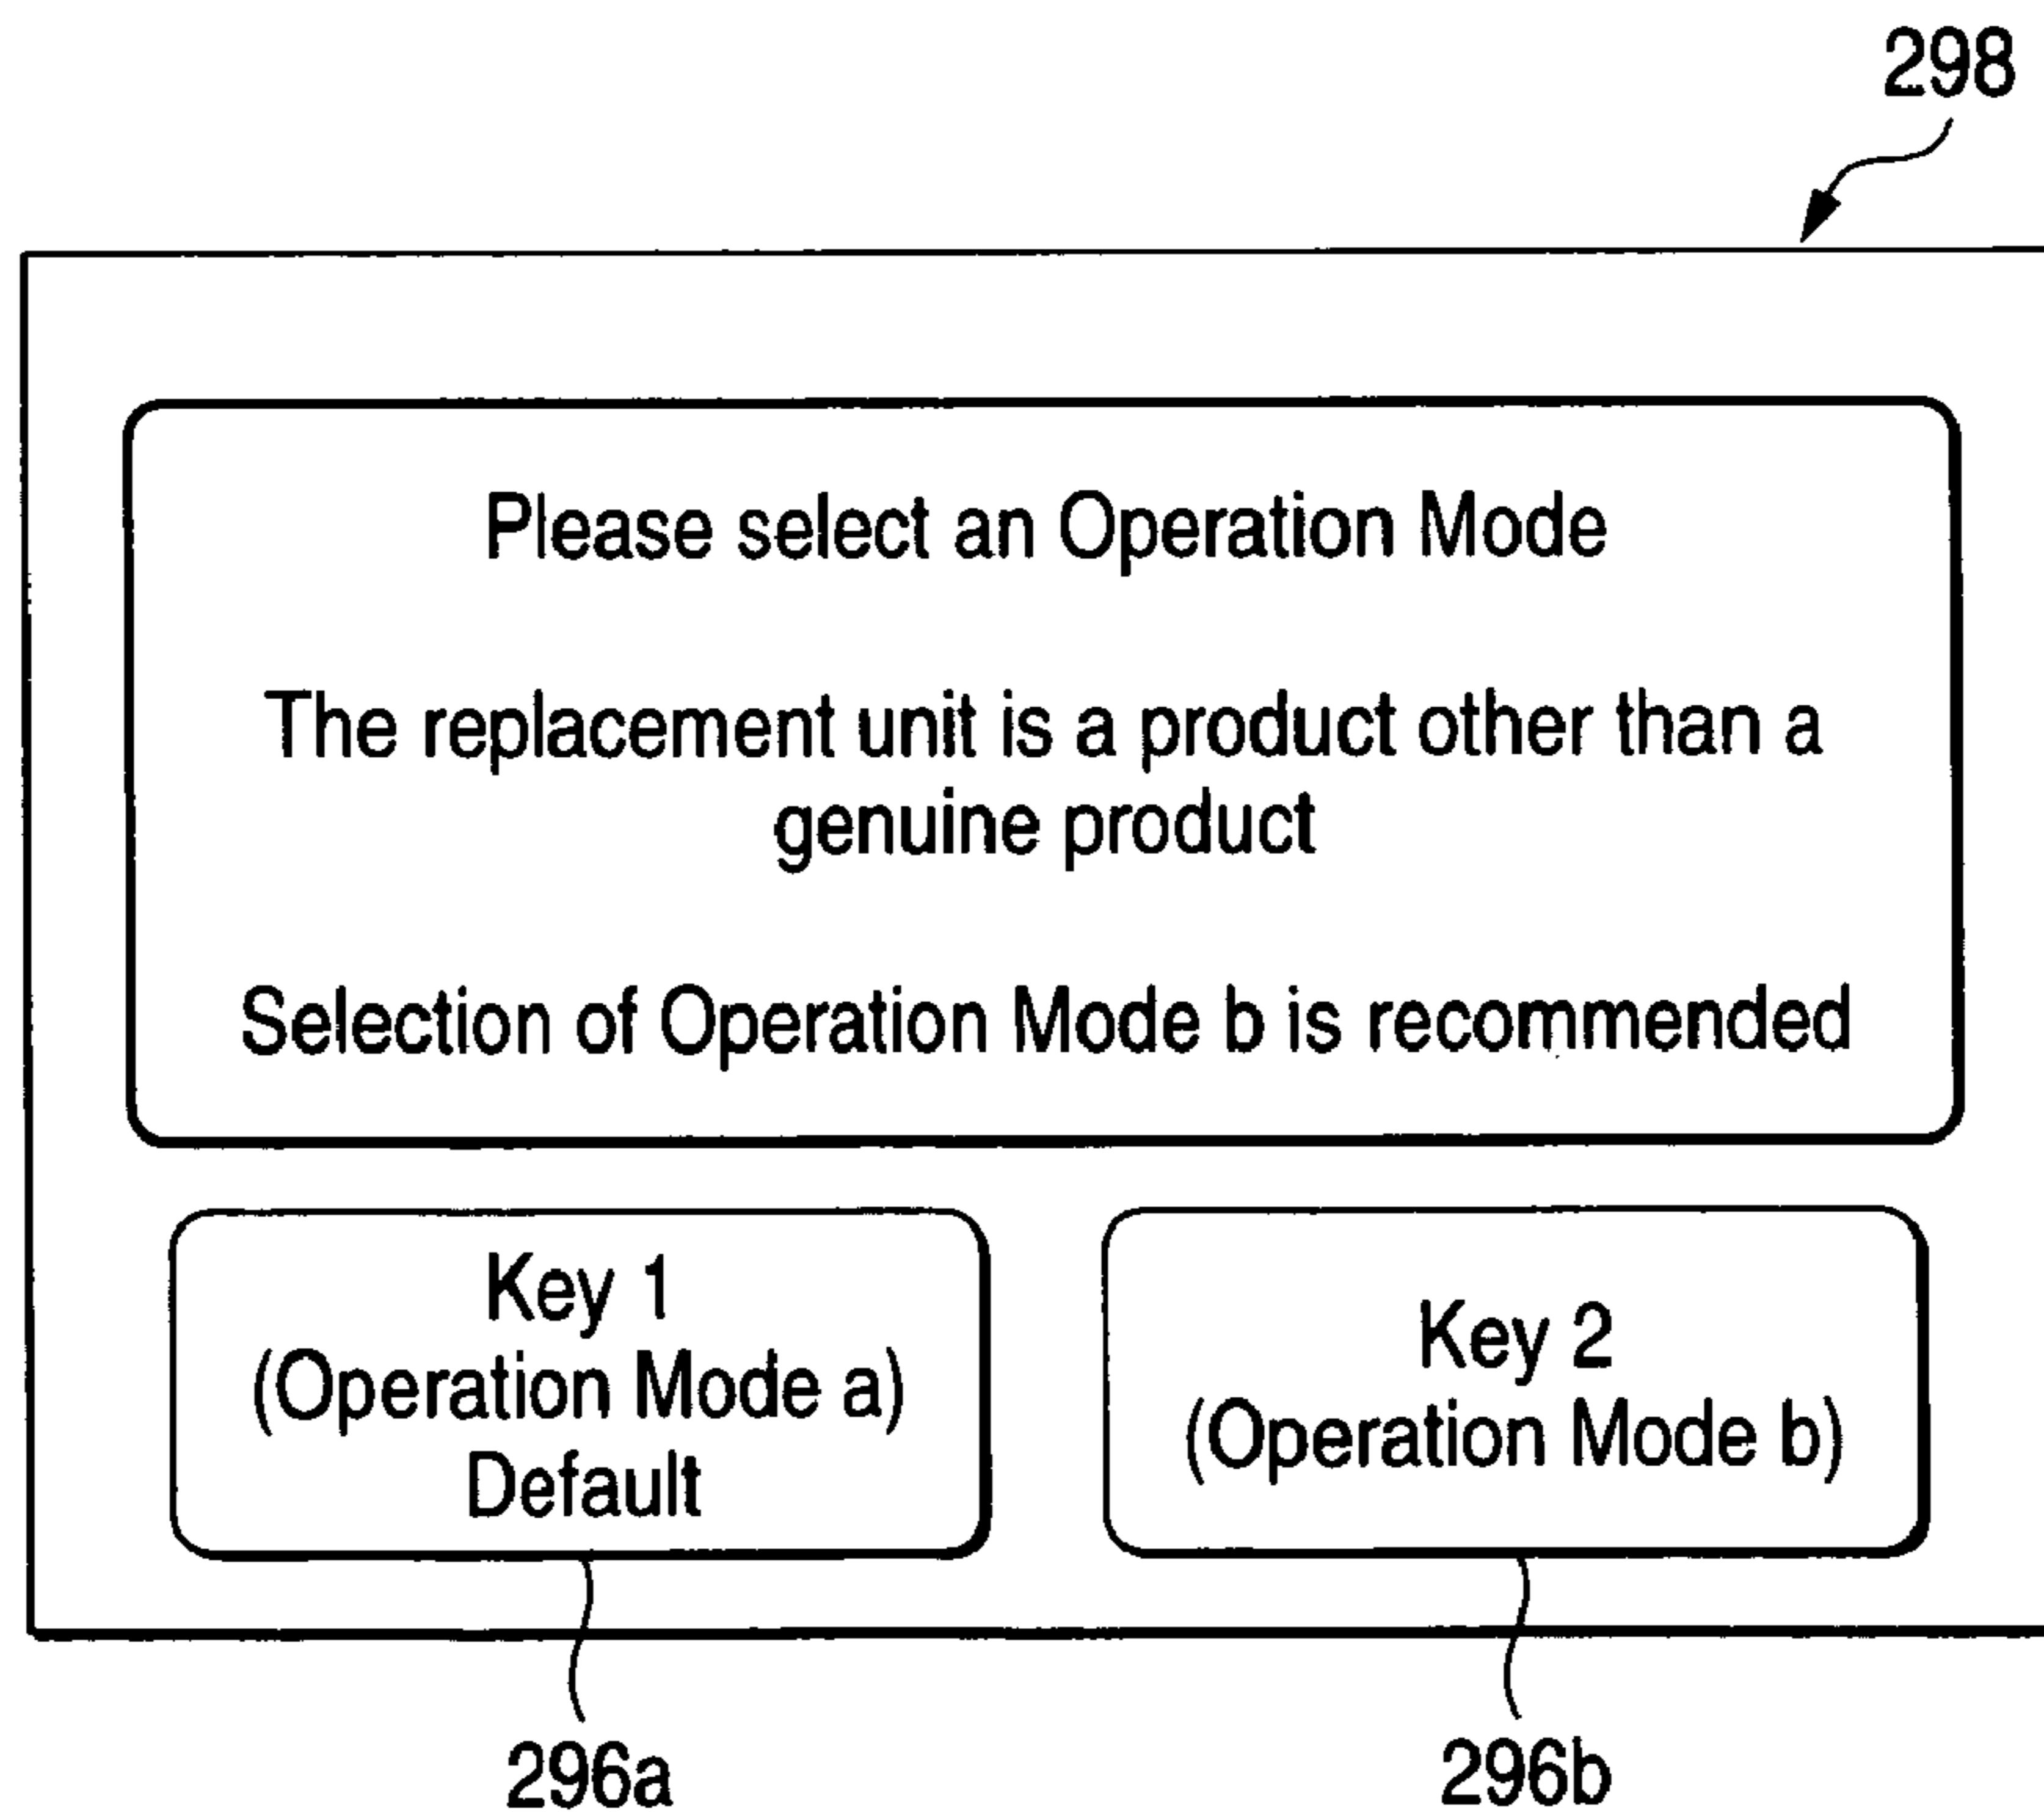 298
Please select an Operation Mode
The replacement unit is a product other than a
genuine product
Selection of Operation Mode b is recommended
Key 1
(Operation Mode a)
Default
Key 2
(Operation Mode b)
296a
296b